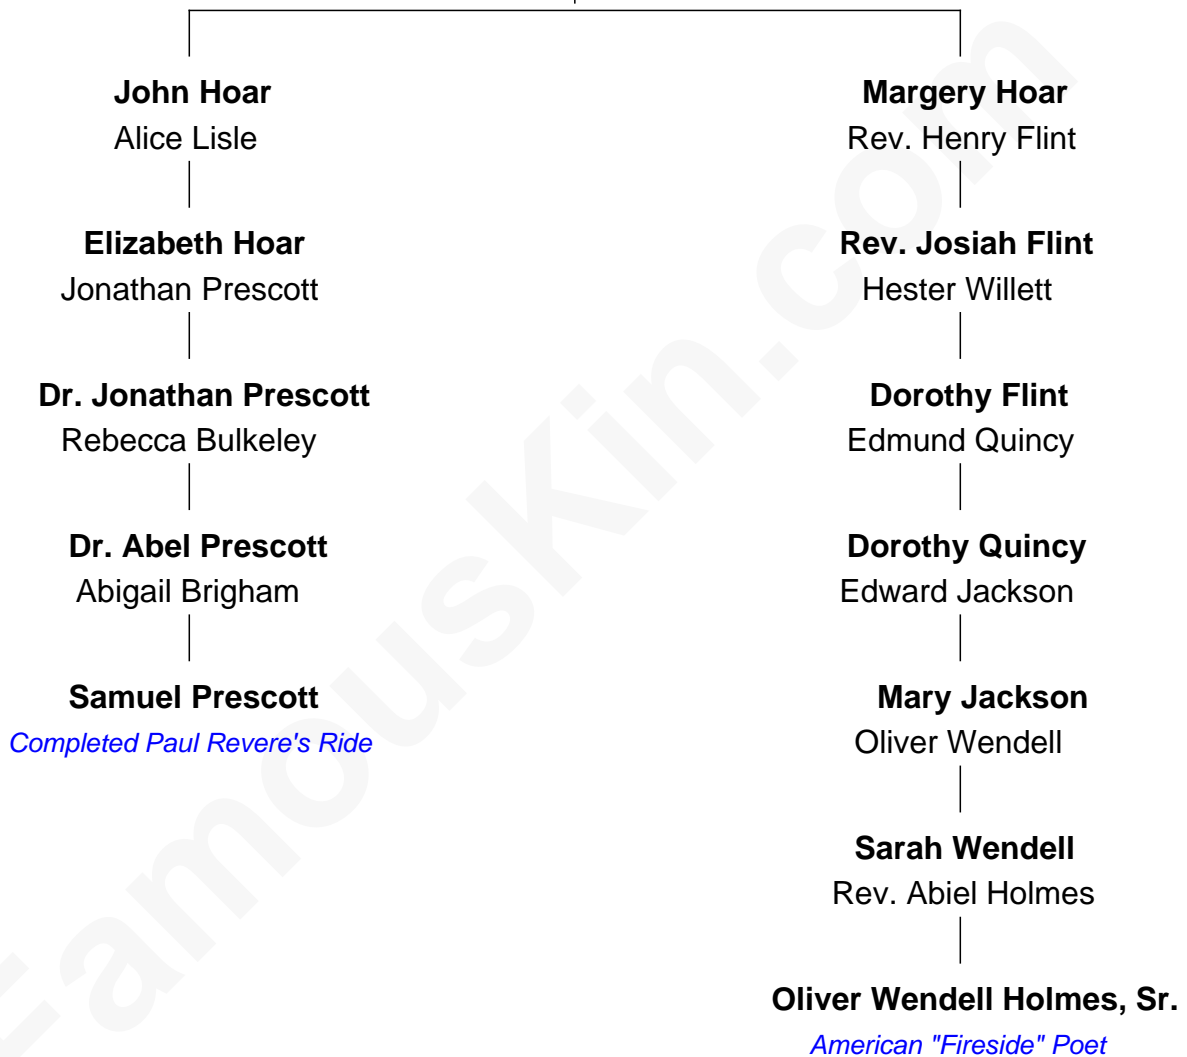 John Hoar
Alice Lisle
Margery Hoar
Rev. Henry Flint
Elizabeth Hoar
Jonathan Prescott
Rev. Josiah Flint
Hester Willett
Dr. Jonathan Prescott
Rebecca Bulkeley
Dorothy Flint
Edmund Quincy
Dr. Abel Prescott
Abigail Brigham
Dorothy Quincy
Edward Jackson
Samuel Prescott
Completed Paul Revere's Ride
Mary Jackson
Oliver Wendell
Sarah Wendell
Rev. Abiel Holmes
Oliver Wendell Holmes, Sr.
American "Fireside" Poet
FamousKin.com